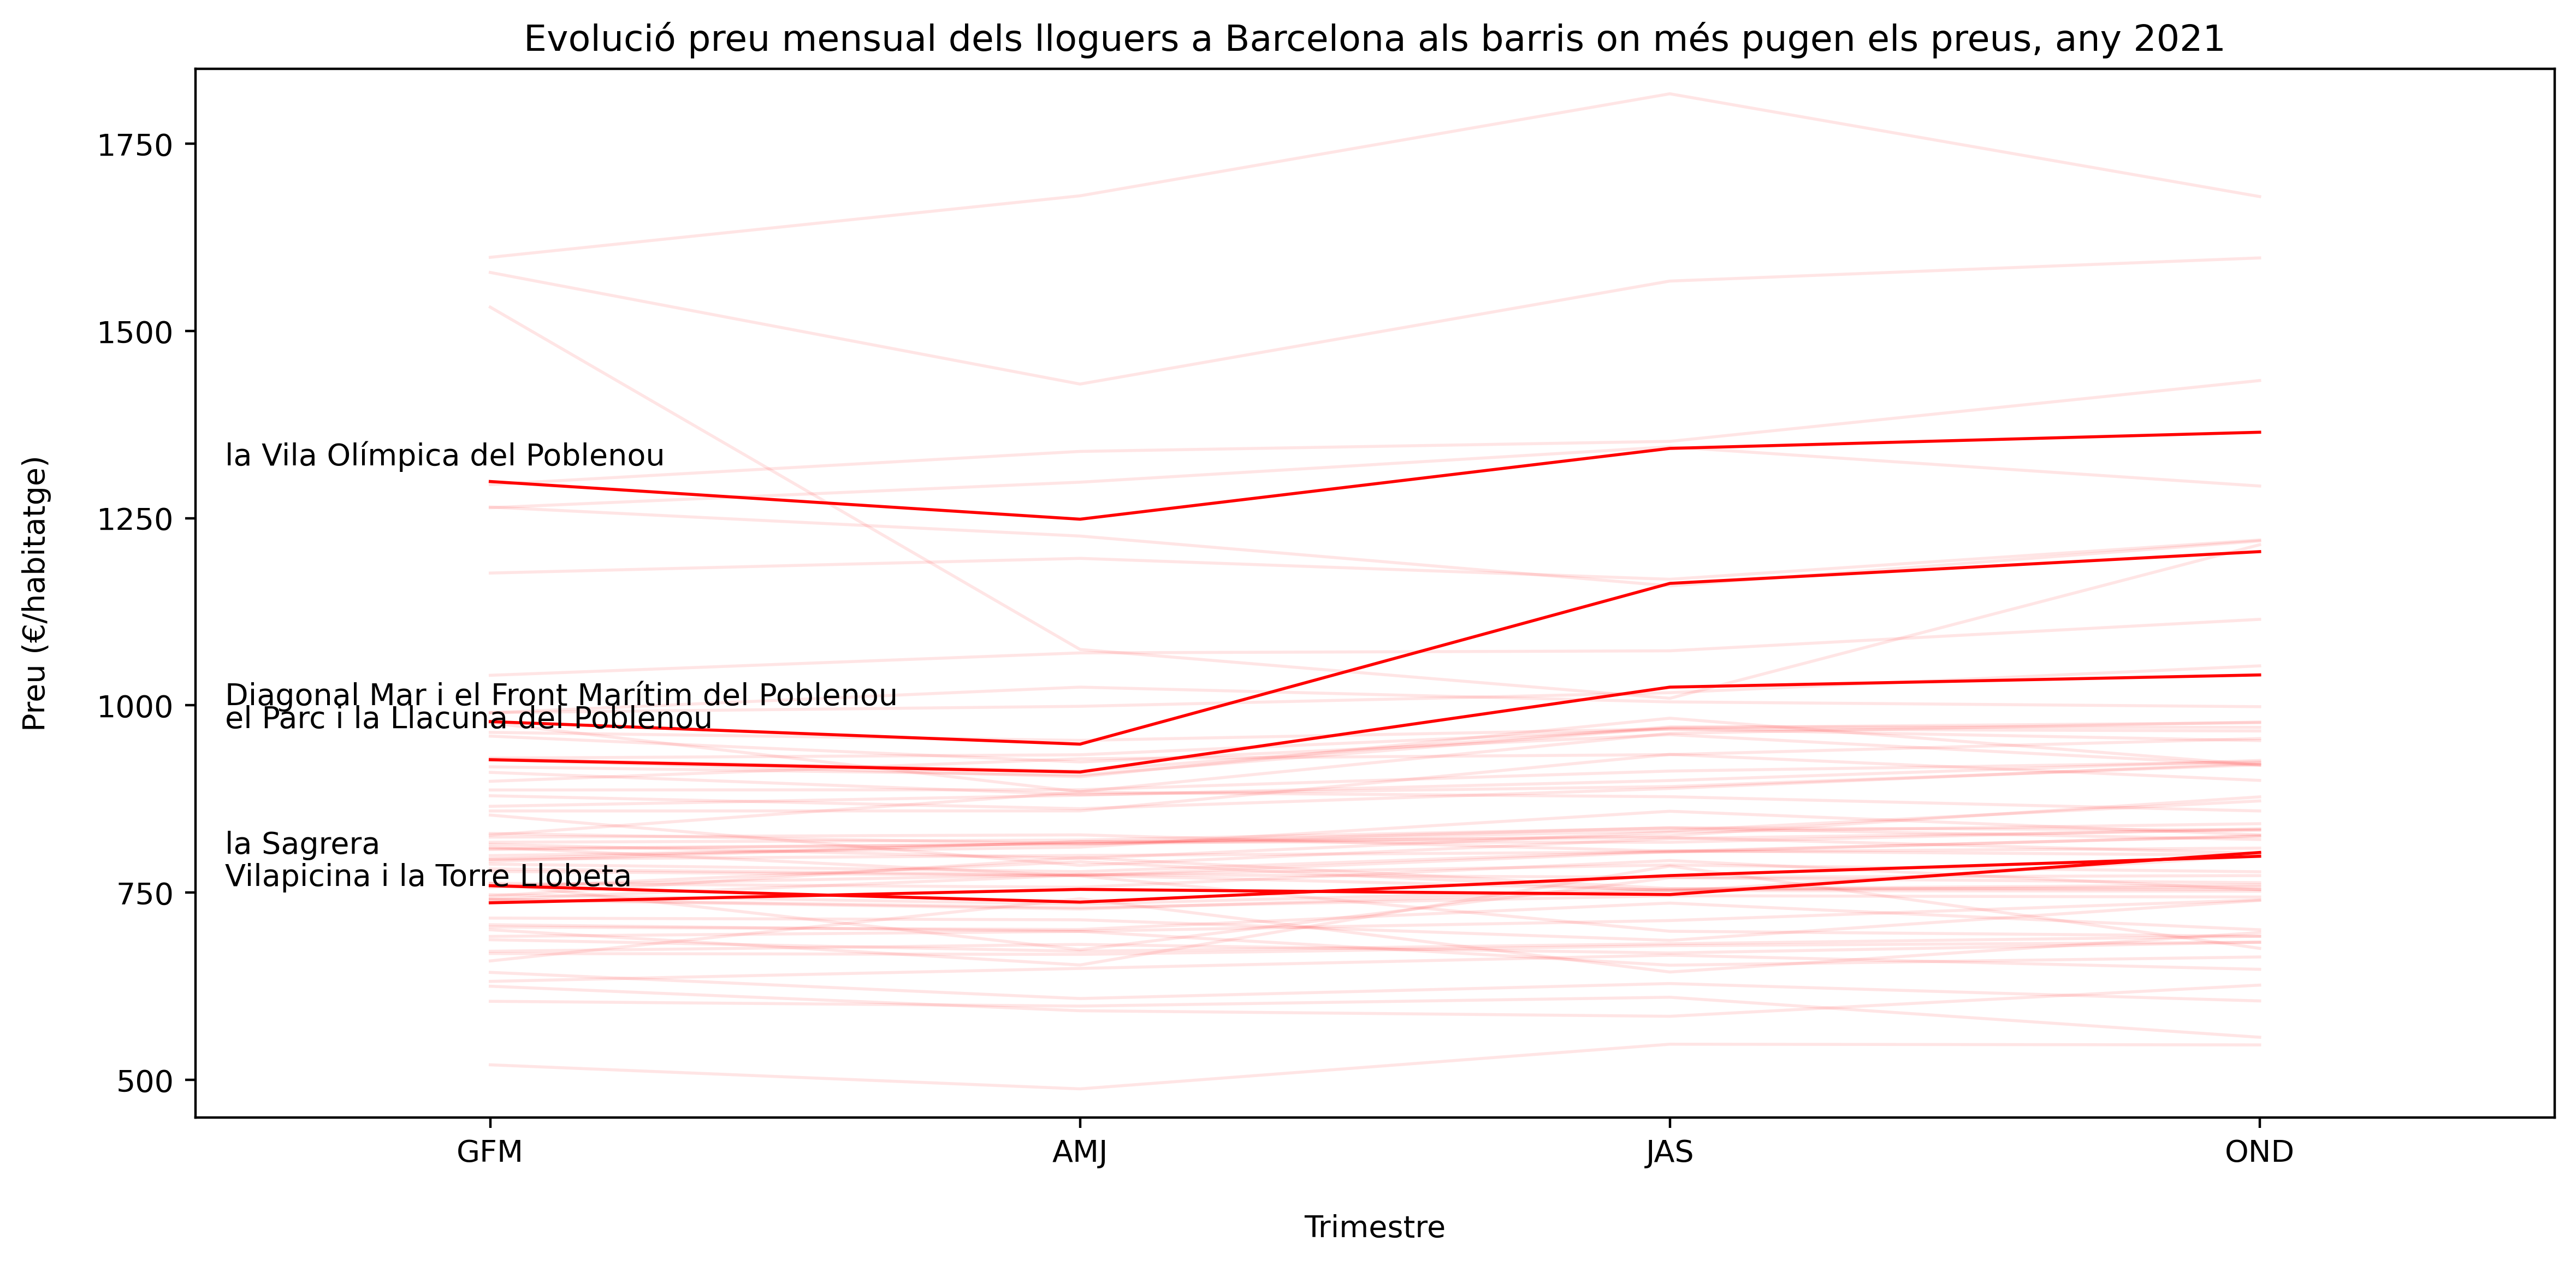 Evolució preu mensual dels lloguers a Barcelona als barris on més pugen els preus, any 2021
Preu (€/habitatge)
1750
1500
1250
1000
750
500
la Vila Olímpica del Poblenou
Diagonal Mar i el Front Marítim del Poblenou
el Parc i la Llacuna del Poblenou
la Sagrera
Vilapicina i la Torre Llobeta
GFM
AMJ
JAS
OND
Trimestre